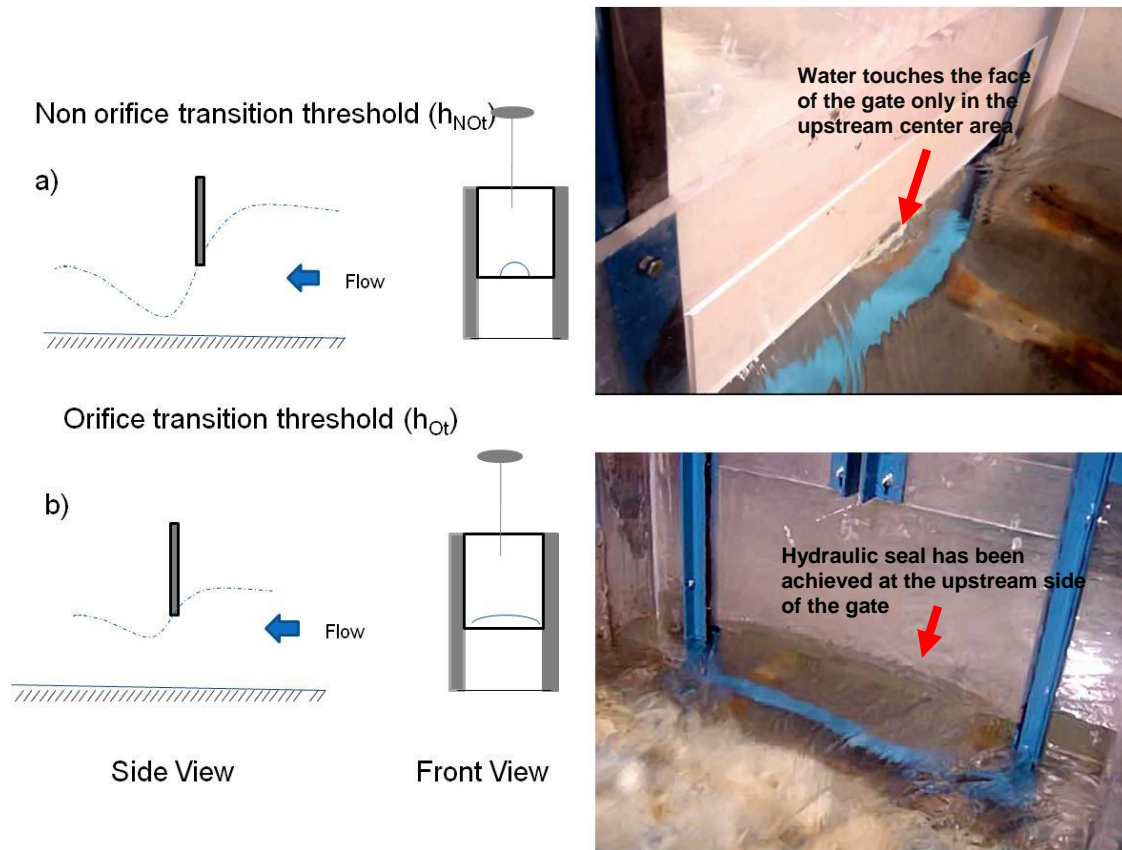 Non orifice transition threshold (hNOt)
a)
Flow
Water touches the face
of the gate only in the
upstream center area
Orifice transition threshold (hOt)
b)
Flow
Hydraulic seal has been
achieved at the upstream side
of the gate
Side View
Front View